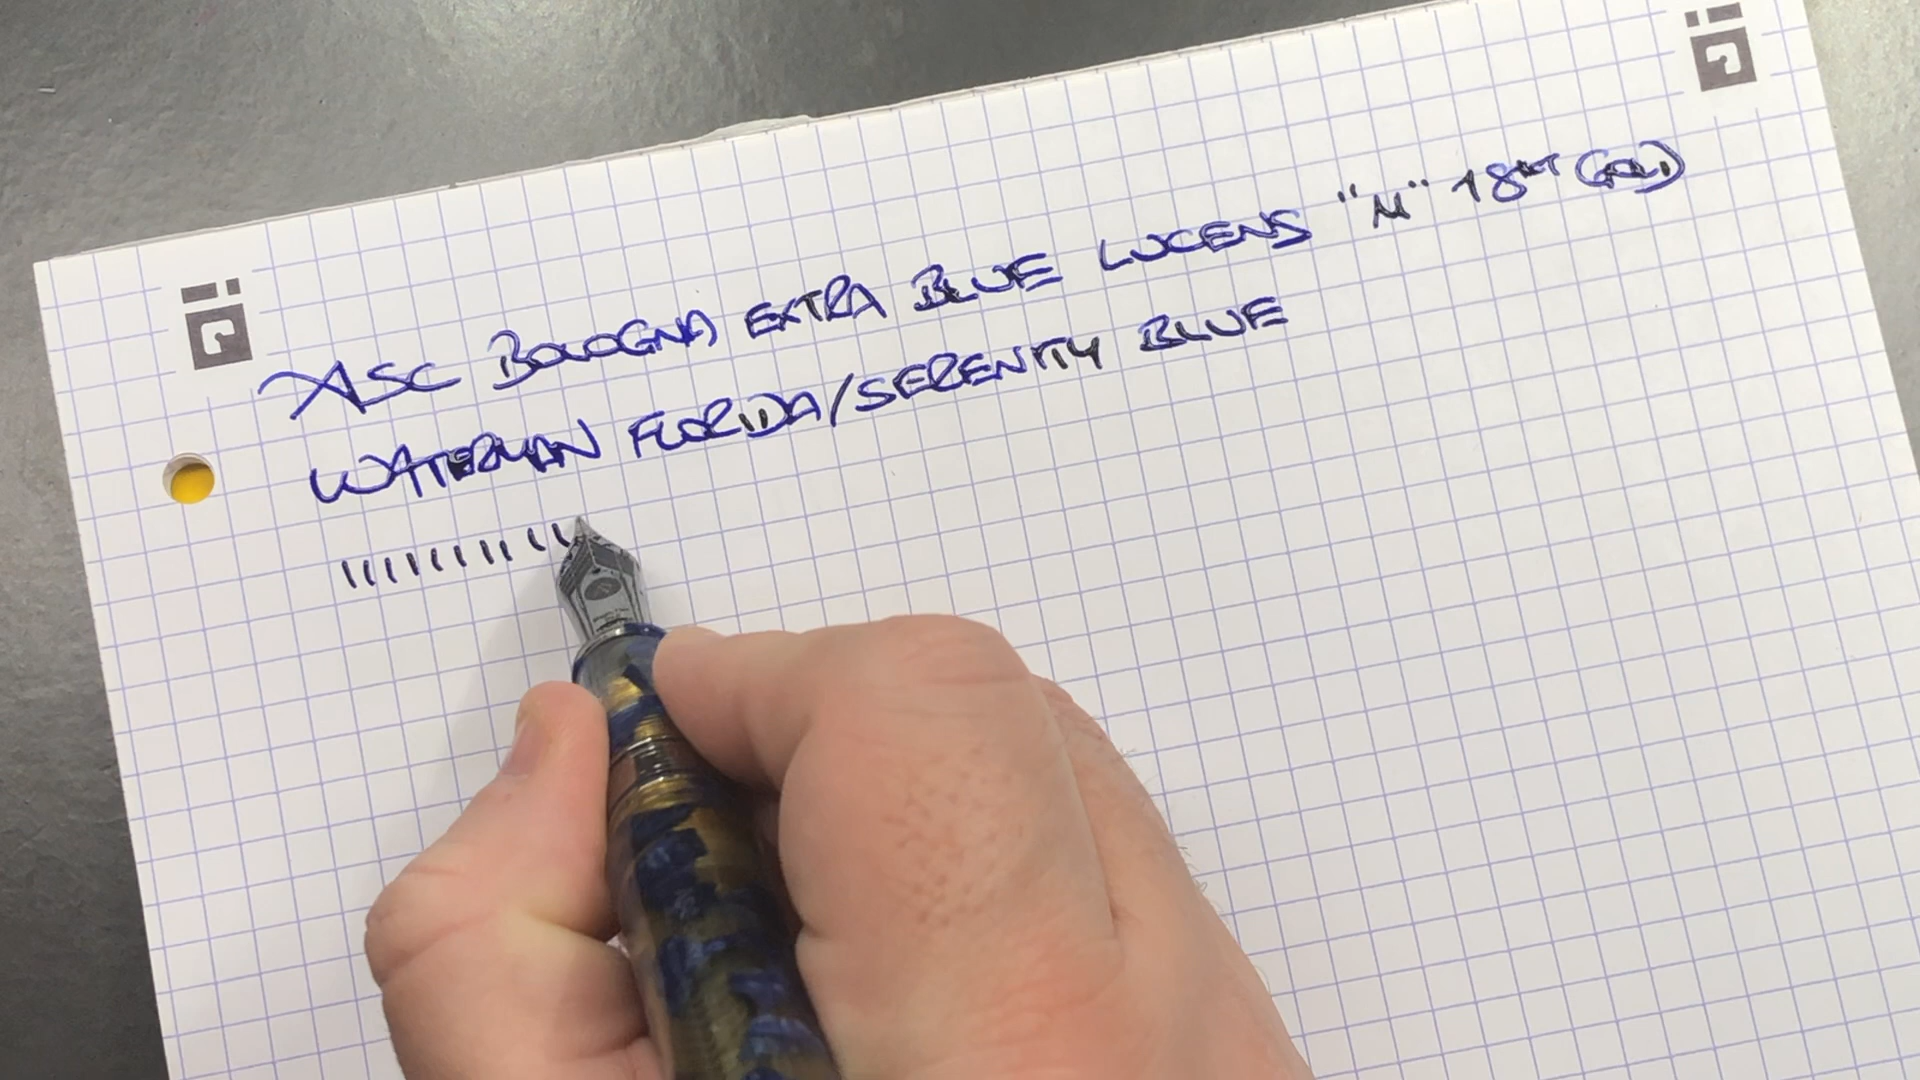 ASC BOLOGNA EXTRA BLUE LUCENS "M" 18KT (GOLD)
WATERMAN FLORIDA/SERENITY BLUE